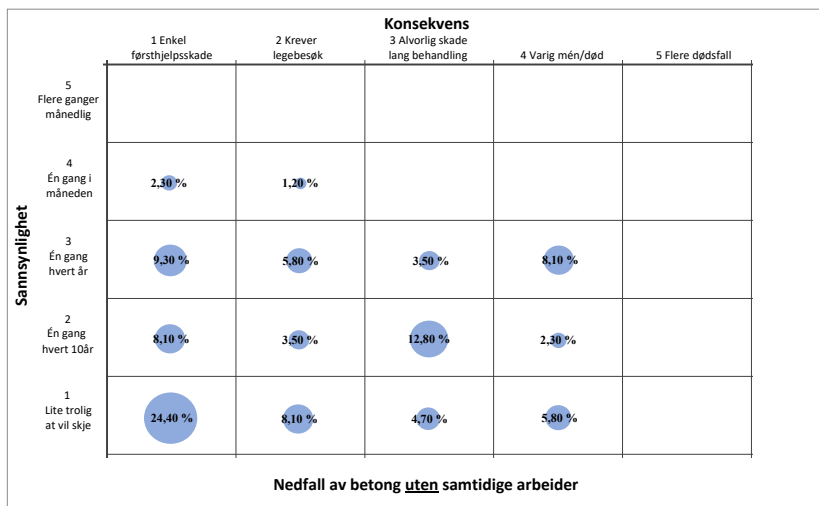 Konsekvens
1 Enkel
førsthjelpsskade
2 Krever
legebesøk
3 Alvorlig skade
lang behandling
4 Varig mén/død
5 Flere dødsfall
Sannsynlighet
5
Flere ganger
månedlig
4
Én gang i
måneden
2,30 %
1,20 %
3
Én gang
hvert år
9,30 %
5,80 %
3,50 %
8,10 %
2
Én gang
hvert 10år
8,10 %
3,50 %
12,80 %
2,30 %
1
Lite trolig
at vil skje
24,40 %
8,10 %
4,70 %
5,80 %
Nedfall av betong uten samtidige arbeider